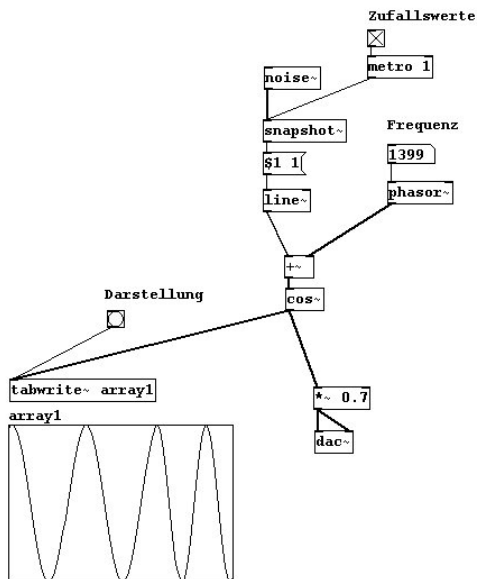 Zufallswerte
metro 1
noise~
snapshot~
Frequenz
$1 1
1399
line~
phasor~
+~
cos~
Darstellung
tabwrite~ array1
*~ 0.7
array1
dac~